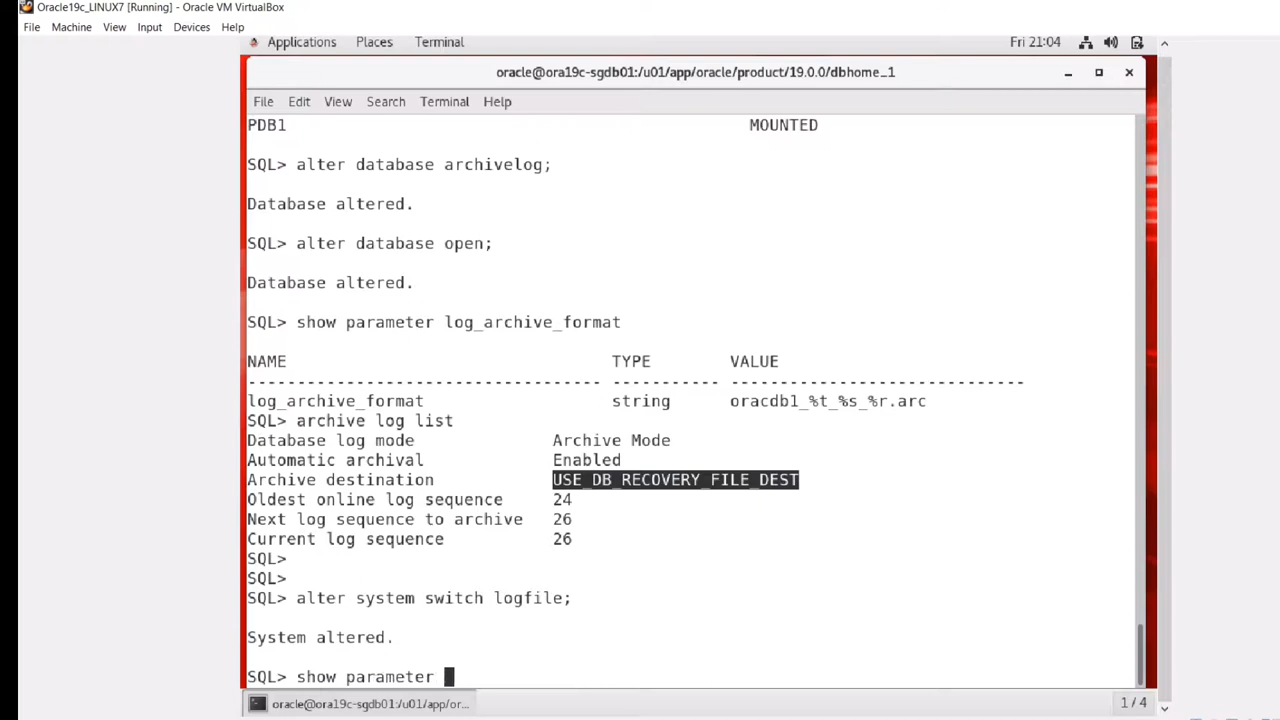 Oracle19c_LINUX7 [Running] - Oracle VM VirtualBox
File Machine View Input Devices Help
Applications Places Terminal Fri 21:04
oracle@ora19c-sgdb01:/u01/app/oracle/product/19.0.0/dbhome_1
File Edit View Search Terminal Help
PDB1 MOUNTED
SQL> alter database archivelog;
Database altered.
SQL> alter database open;
Database altered.
SQL> show parameter log_archive_format
NAME TYPE VALUE
------------------------------------ ----------- ------------------------------
log_archive_format string oracdb1_%t_%s_%r.arc
SQL> archive log list
Database log mode Archive Mode
Automatic archival Enabled
Archive destination USE_DB_RECOVERY_FILE_DEST
Oldest online log sequence 24
Next log sequence to archive 26
Current log sequence 26
SQL>
SQL>
SQL> alter system switch logfile;
System altered.
SQL> show parameter
oracle@ora19c-sgdb01:/u01/app/or... 1 / 4